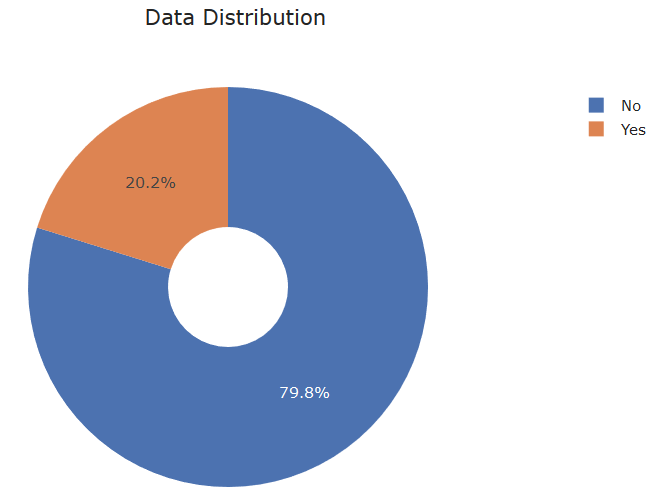 Data Distribution
No
Yes
20.2%
79.8%